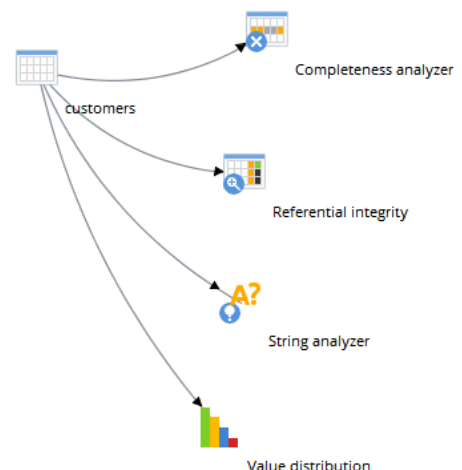 Completeness analyzer
customers
Referential integrity
A?
String analyzer
Value distribution